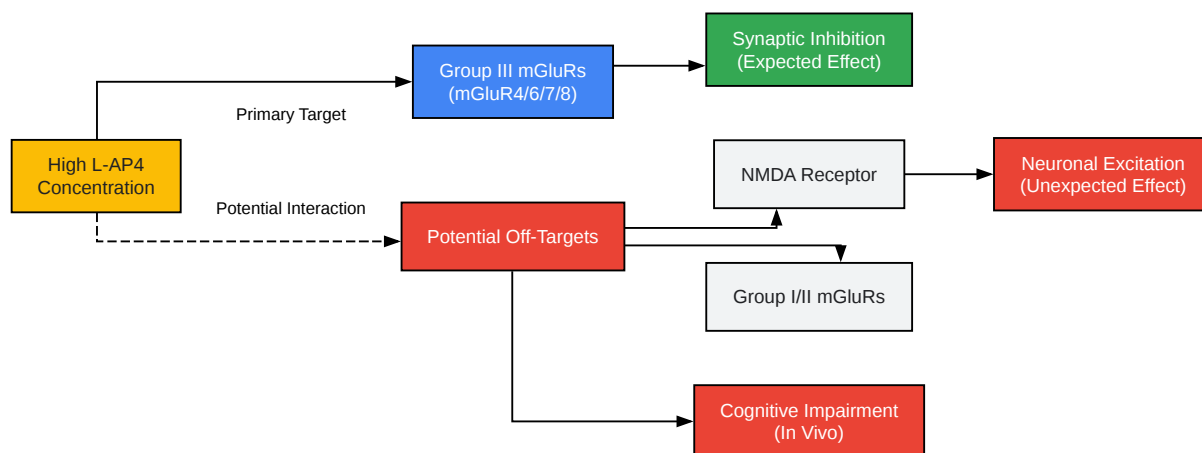 Synaptic Inhibition
(Expected Effect)
Group III mGluRs
(mGluR4/6/7/8)
Primary Target
High L-AP4
Concentration
NMDA Receptor
Neuronal Excitation
(Unexpected Effect)
Potential Interaction
Potential Off-Targets
Group I/II mGluRs
Cognitive Impairment
(In Vivo)